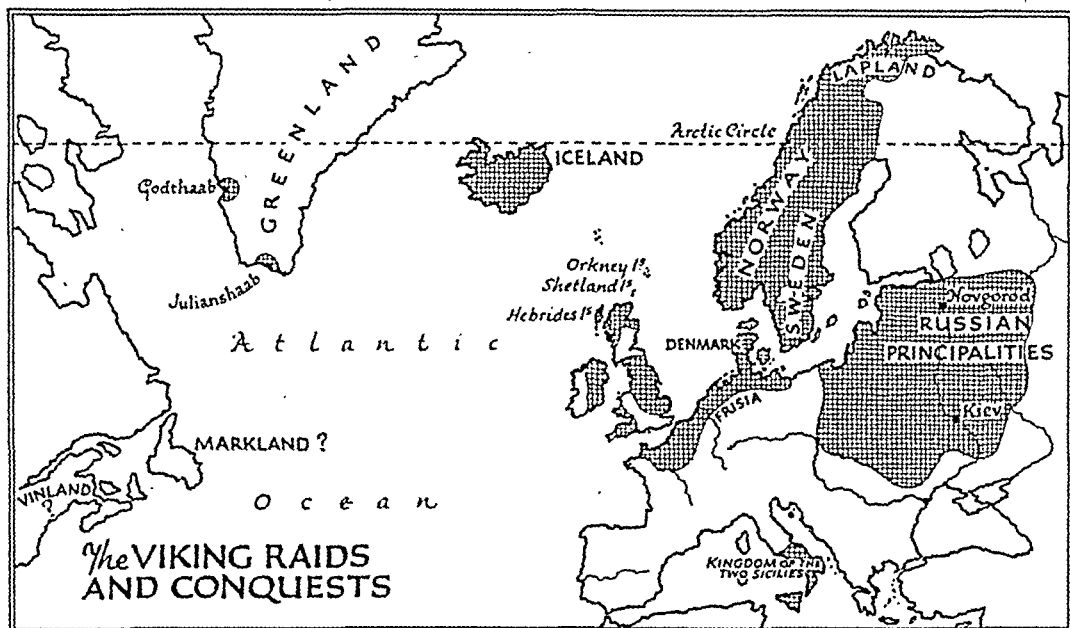 LAPLAND
GREENLAND
Arctic Circle
ICELAND
Godthaab
NORWAY
SWEDEN
Julianshaab
Orkney Is.
Shetland Is.
Hebrides Is.
Novgorod
RUSSIAN
PRINCIPALITIES
Atlantic
DENMARK
FRISIA
Kiev
MARKLAND ?
VINLAND
?
Ocean
The VIKING RAIDS
AND CONQUESTS
KINGDOM OF THE
TWO SICILIES